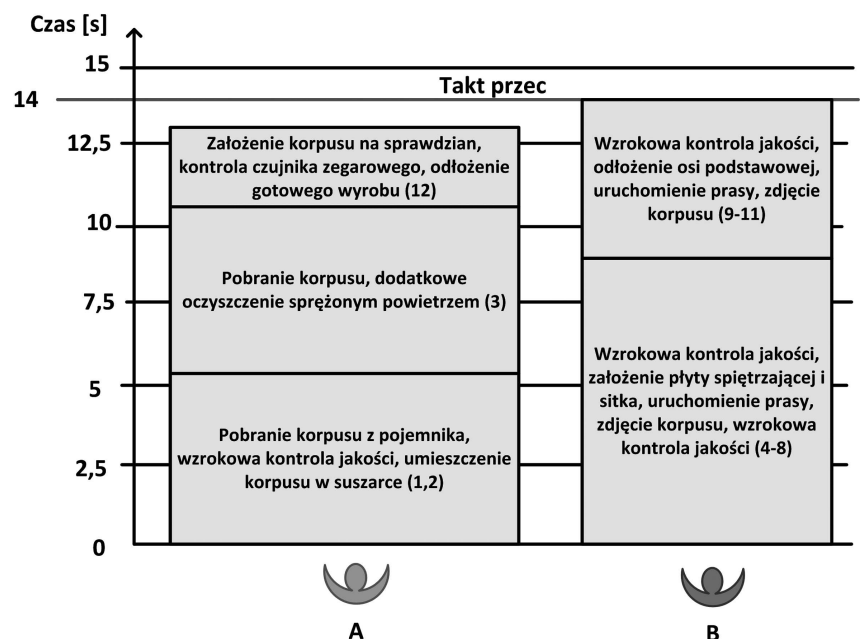 Czas [s]
15
Takt przec
14
12,5
10
7,5
5
2,5
0
Założenie korpusu na sprawdzian,
kontrola czujnika zegarowego, odłożenie
gotowego wyrobu (12)
Pobranie korpusu, dodatkowe
oczyszczenie sprężonym powietrzem (3)
Pobranie korpusu z pojemnika,
wzrokowa kontrola jakości, umieszczenie
korpusu w suszarce (1,2)
Wzrokowa kontrola jakości,
odłożenie osi podstawowej,
uruchomienie prasy, zdjęcie
korpusu (9-11)
Wzrokowa kontrola jakości,
założenie płyty spiętrzającej i
sitka, uruchomienie prasy,
zdjęcie korpusu, wzrokowa
kontrola jakości (4-8)
A
B